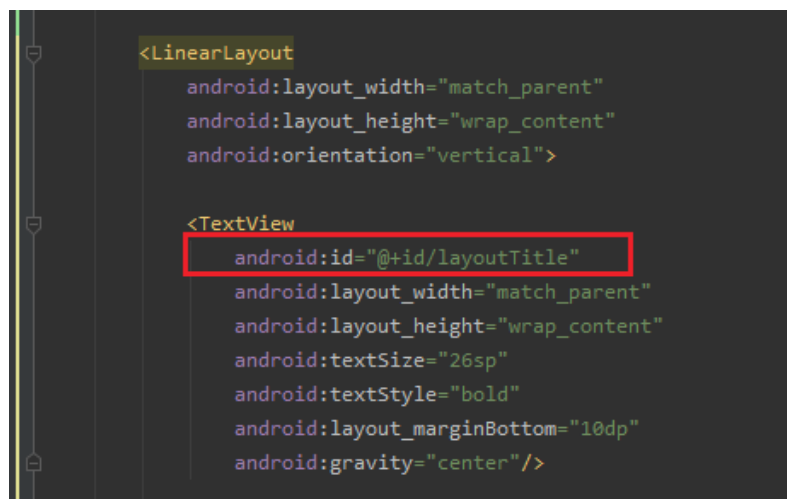 <LinearLayout
android:layout_width="match_parent"
android:layout_height="wrap_content"
android:orientation="vertical">
<TextView
android:id="@+id/layoutTitle"
android:layout_width="match_parent"
android:layout_height="wrap_content"
android:textSize="26sp"
android:textStyle="bold"
android:layout_marginBottom="10dp"
android:gravity="center"/>